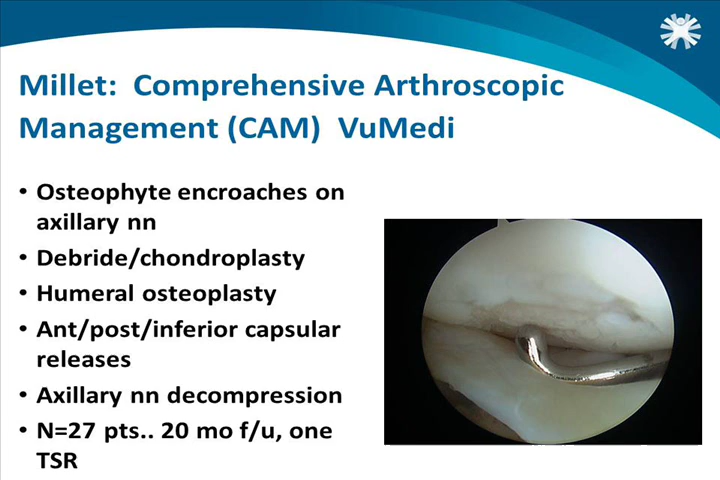 Millet:  Comprehensive Arthroscopic
Management (CAM)  VuMedi
• Osteophyte encroaches on
axillary nn
• Debride/chondroplasty
• Humeral osteoplasty
• Ant/post/inferior capsular
releases
• Axillary nn decompression
• N=27 pts.. 20 mo f/u, one
TSR